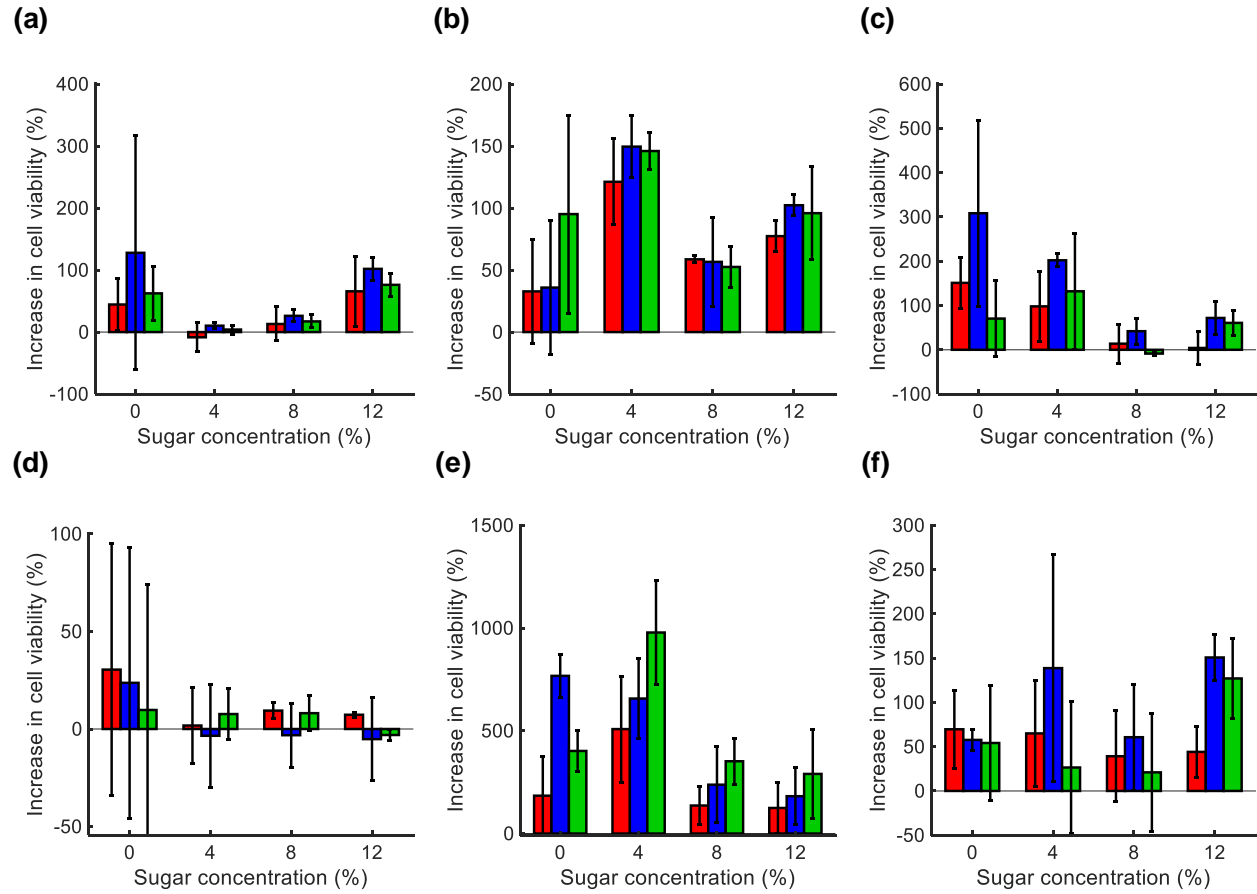 (a)
Increase in cell viability (%)
400
300
200
100
0
-100
0 4 8 12
Sugar concentration (%)
(b)
Increase in cell viability (%)
200
150
100
50
0
-50
0 4 8 12
Sugar concentration (%)
(c)
Increase in cell viability (%)
600
500
400
300
200
100
0
-100
0 4 8 12
Sugar concentration (%)
(d)
Increase in cell viability (%)
100
50
0
-50
0 4 8 12
Sugar concentration (%)
(e)
Increase in cell viability (%)
1500
1000
500
0
0 4 8 12
Sugar concentration (%)
(f)
Increase in cell viability (%)
300
250
200
150
100
50
0
-50
0 4 8 12
Sugar concentration (%)